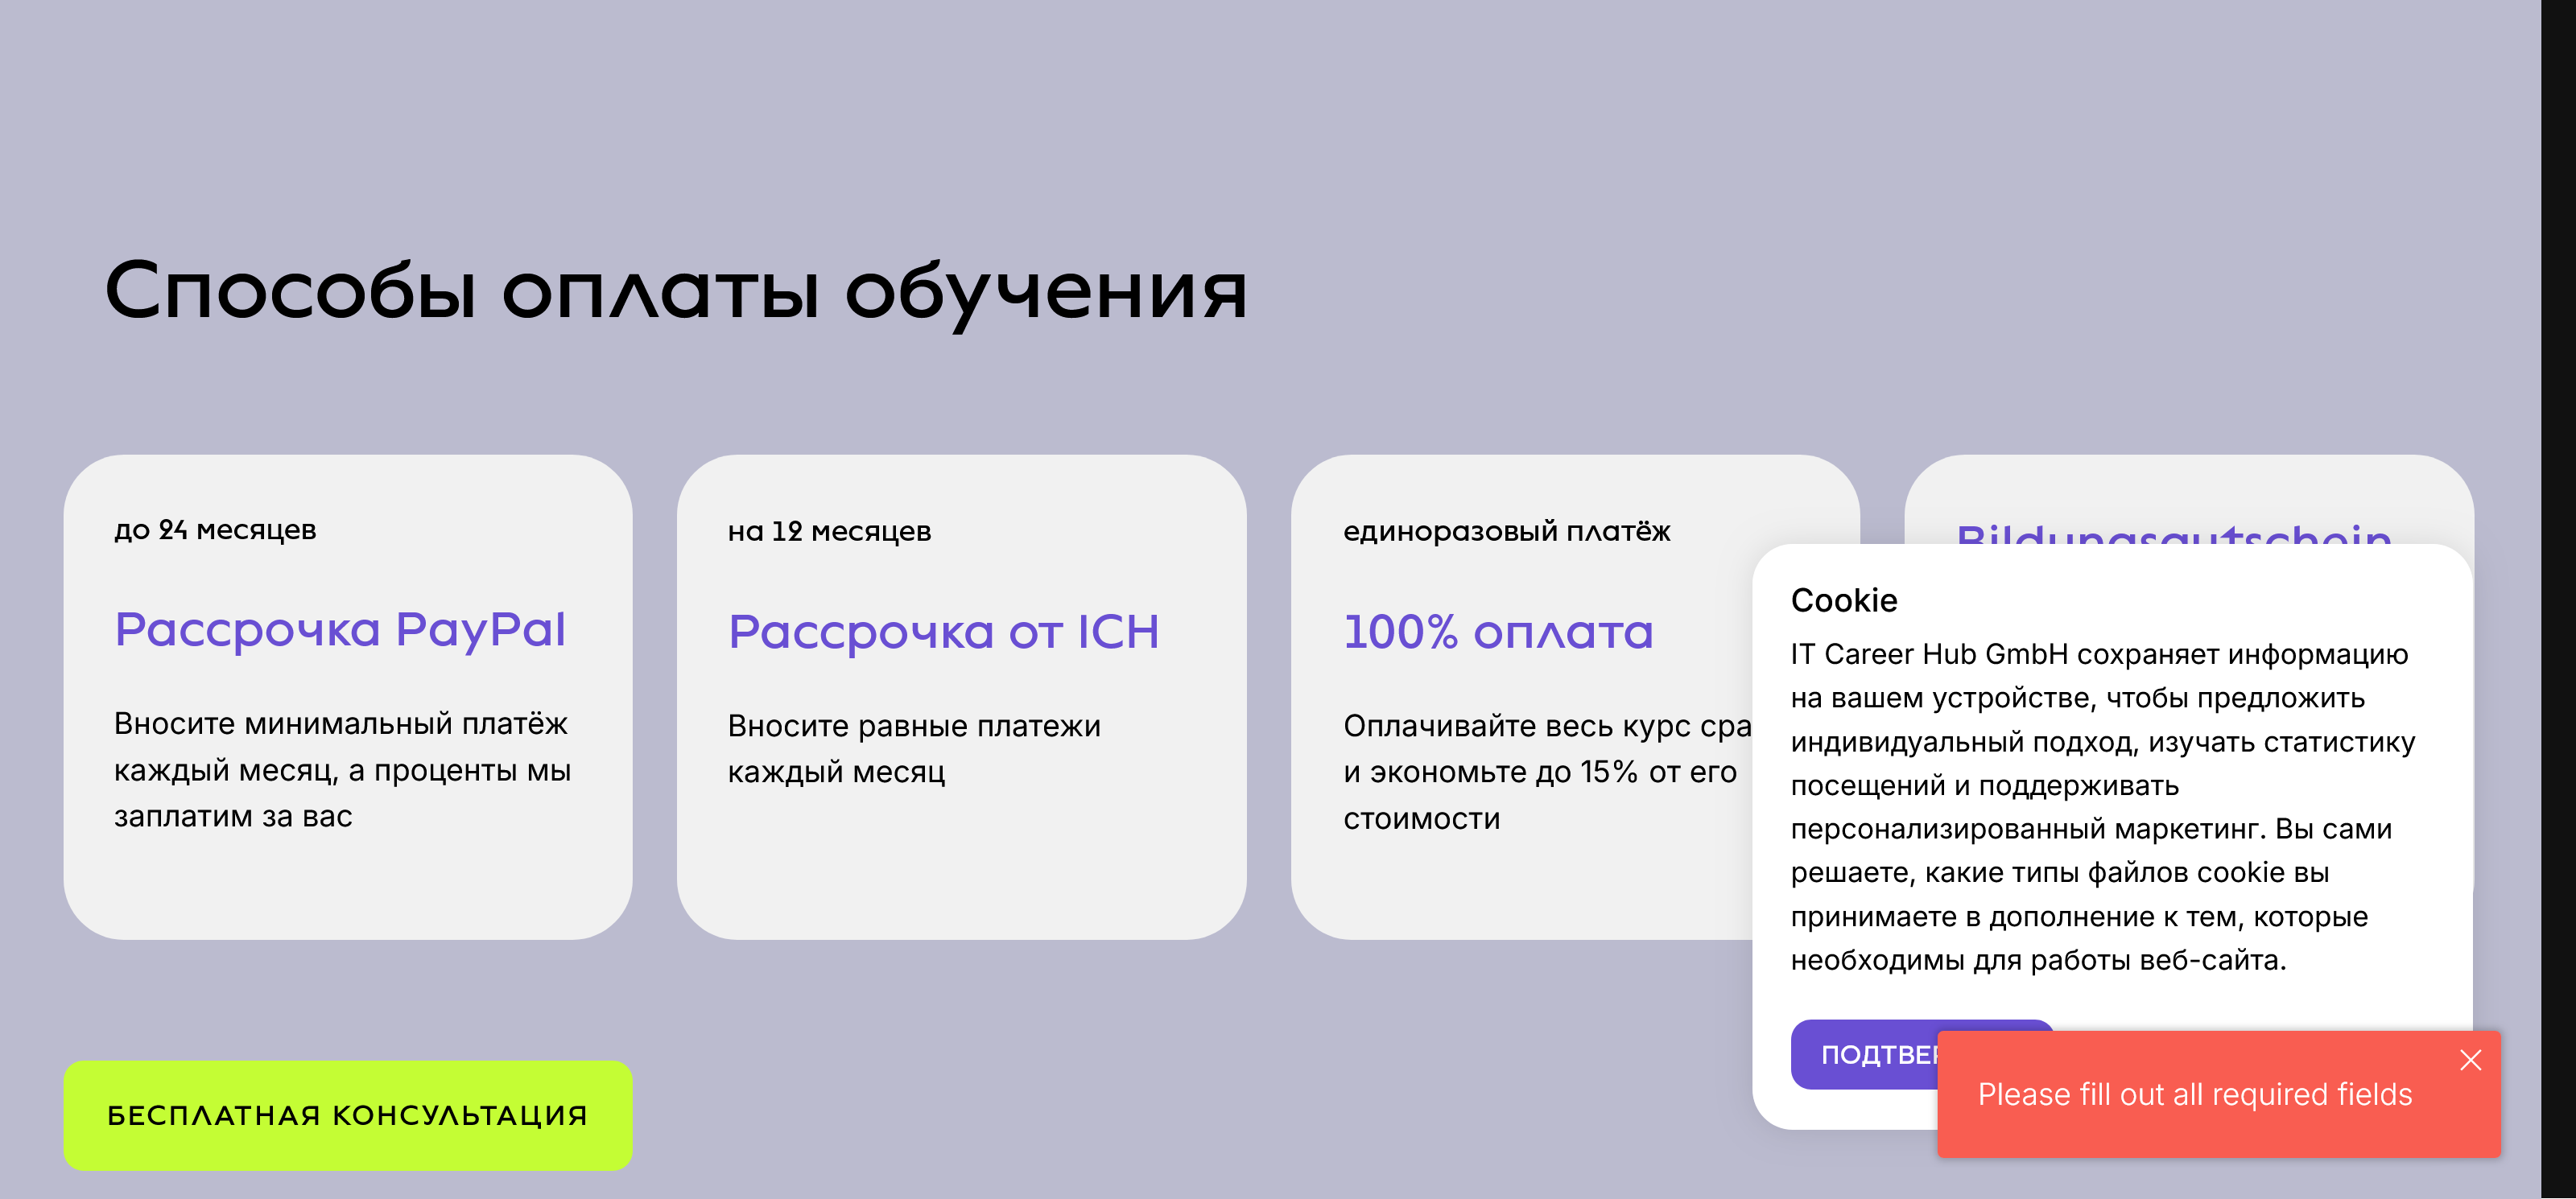 Способы оплаты обучения
до 24 месяцев
Рассрочка PayPal
Вносите минимальный платёж
каждый месяц, а проценты мы
заплатим за вас
на 12 месяцев
Рассрочка от ICH
Вносите равные платежи
каждый месяц
единоразовый платёж
100% оплата
Оплачивайте весь курс сра
и экономьте до 15% от его
стоимости
Bildungsgutschein
Cookie
IT Career Hub GmbH сохраняет информацию
на вашем устройстве, чтобы предложить
индивидуальный подход, изучать статистику
посещений и поддерживать
персонализированный маркетинг. Вы сами
решаете, какие типы файлов cookie вы
принимаете в дополнение к тем, которые
необходимы для работы веб-сайта.
ПОДТВЕР
Please fill out all required fields
БЕСПЛАТНАЯ КОНСУЛЬТАЦИЯ